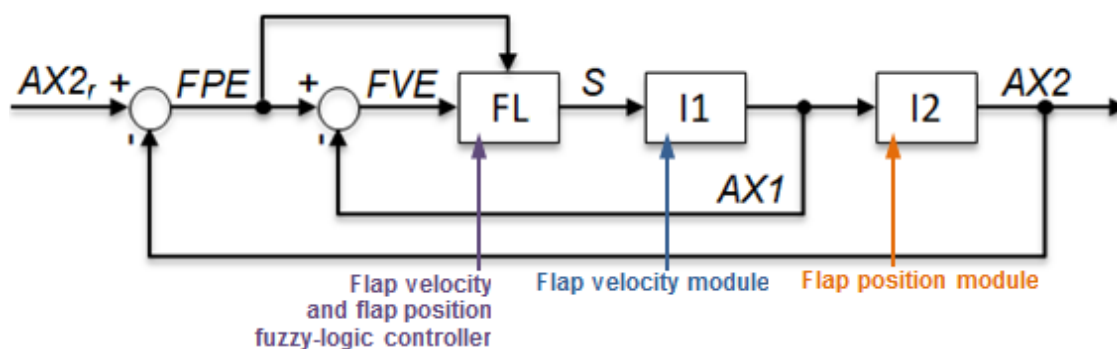 AX2r + FPE + FVE FL S I1 I2 AX2
- -
AX1
Flap velocity
and flap position
fuzzy-logic controller
Flap velocity module
Flap position module